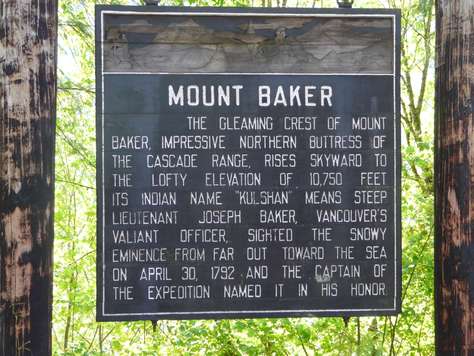 MOUNT BAKER
THE GLEAMING CREST OF MOUNT
BAKER, IMPRESSIVE NORTHERN BUTTRESS OF
THE CASCADE RANGE, RISES SKYWARD TO
THE LOFTY ELEVATION OF 10,750 FEET
ITS INDIAN NAME "KULSHAN" MEANS STEEP
LIEUTENANT JOSEPH BAKER, VANCOUVER'S
VALIANT OFFICER, SIGHTED THE SNOWY
EMINENCE FROM FAR OUT TOWARD THE SEA
ON APRIL 30, 1792 AND THE CAPTAIN OF
THE EXPEDITION NAMED IT IN HIS HONOR.